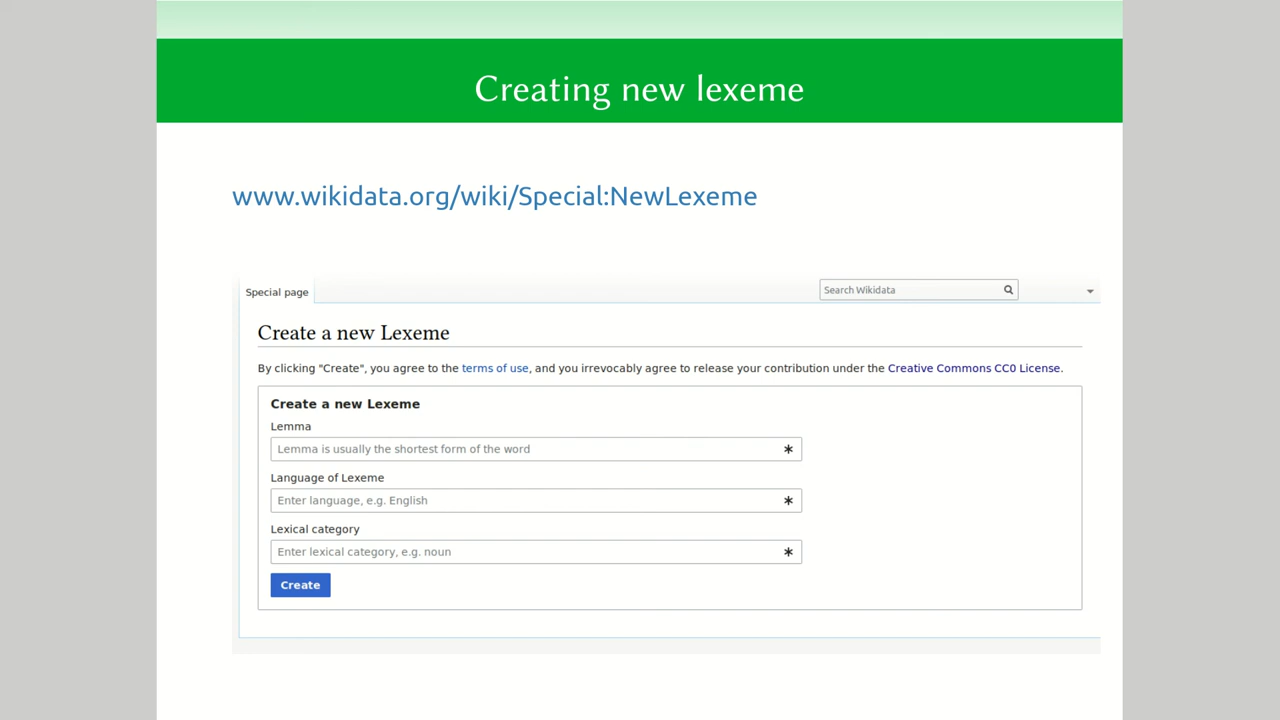 Creating new lexeme
www.wikidata.org/wiki/Special:NewLexeme
Special page
Search Wikidata
Create a new Lexeme
By clicking "Create", you agree to the terms of use, and you irrevocably agree to release your contribution under the Creative Commons CC0 License.
Create a new Lexeme
Lemma
Lemma is usually the shortest form of the word *
Language of Lexeme
Enter language, e.g. English *
Lexical category
Enter lexical category, e.g. noun *
Create